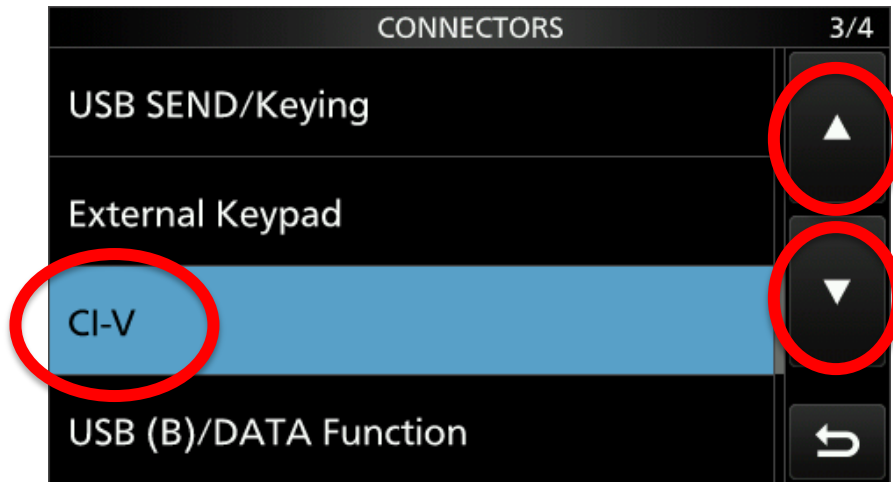 CONNECTORS 3/4
USB SEND/Keying
External Keypad
CI-V
USB (B)/DATA Function